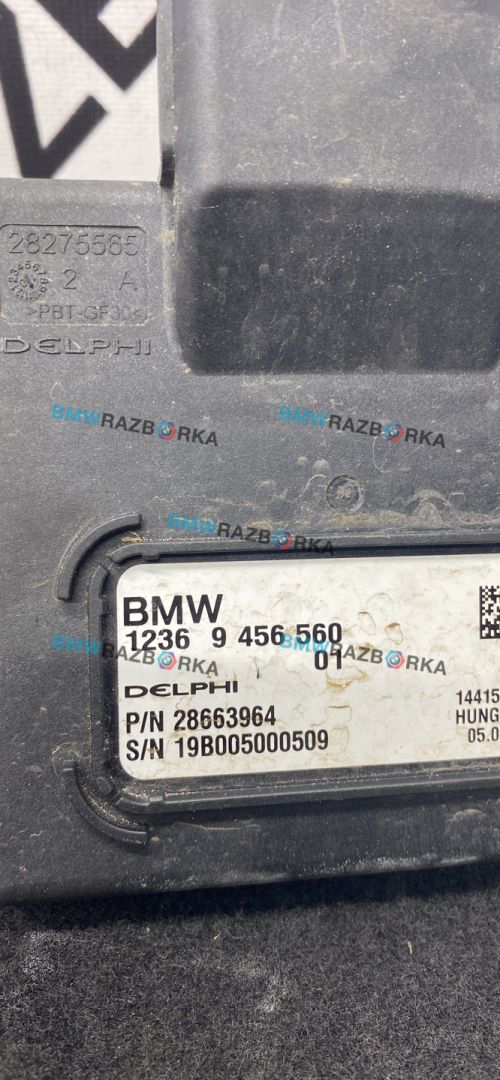 28275565
2 A
>PBT-GF30<
DELPHI
BMWRAZBORKA
BMWRAZBORKA
BMWRAZBORKA
BMW
1236 9 456 560
01
BMWRAZBORKA
BMWRAZBORKA
DELPHI
P/N 28663964
S/N 19B005000509
14415
HUNG
05.0